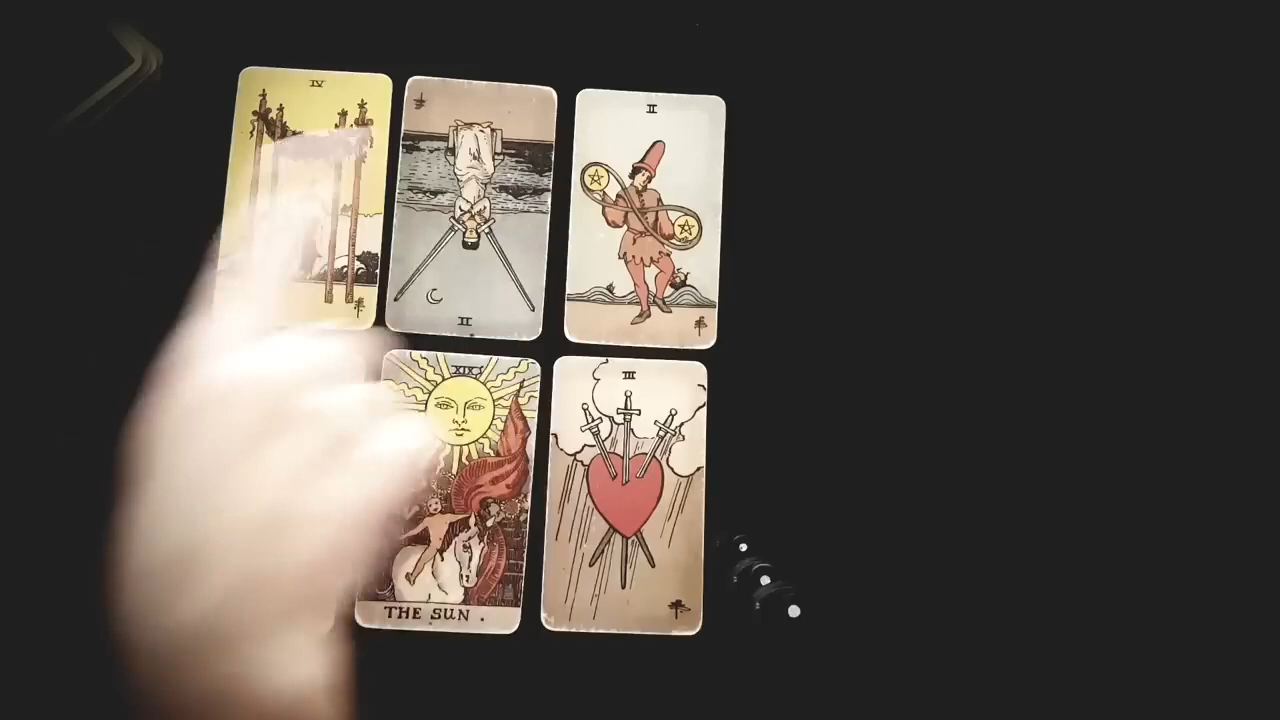 IV
II
II
XIX
III
THE SUN .